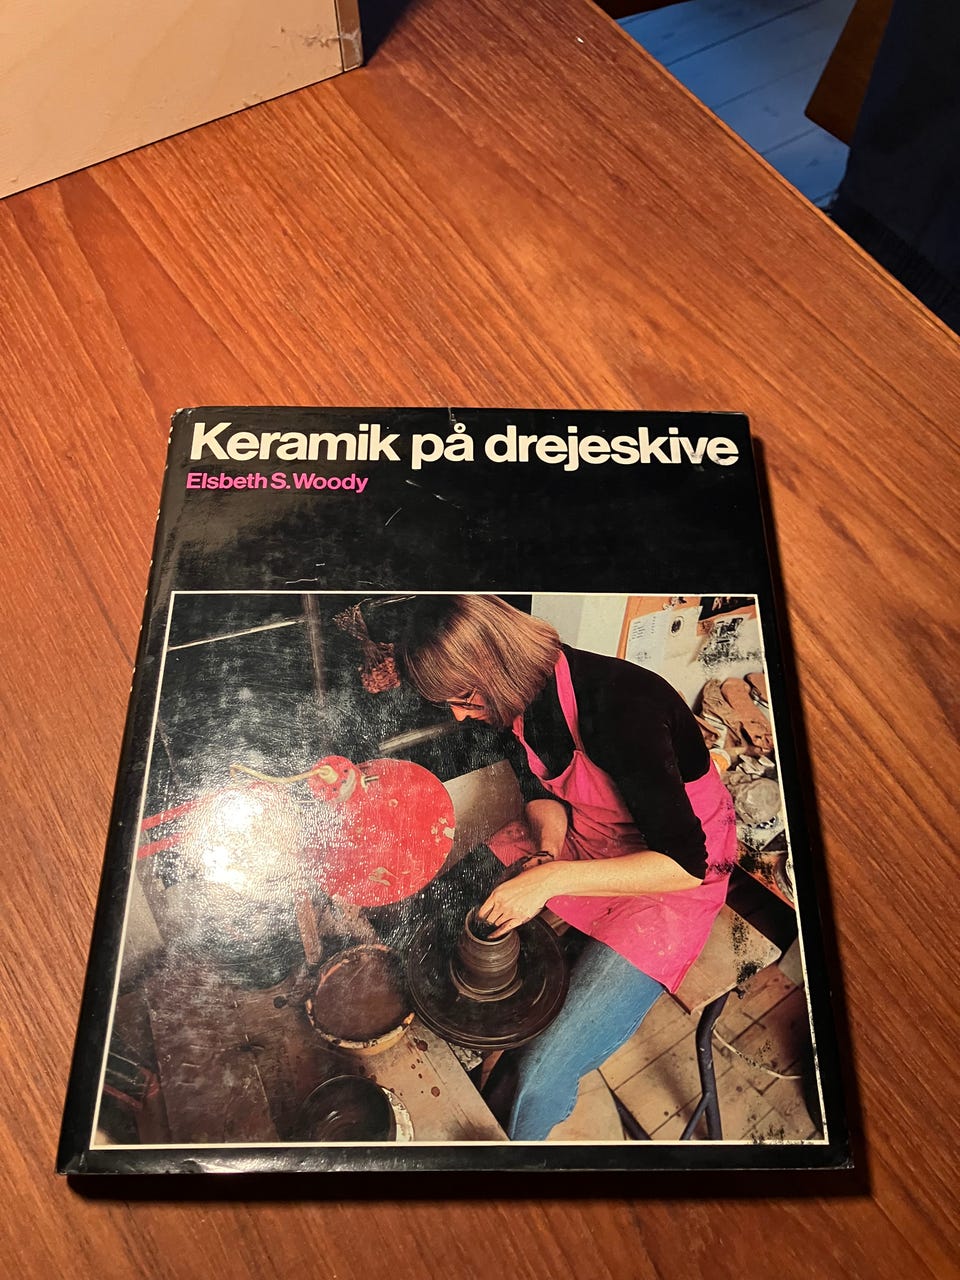 Keramik på drejeskive
Elsbeth S. Woody